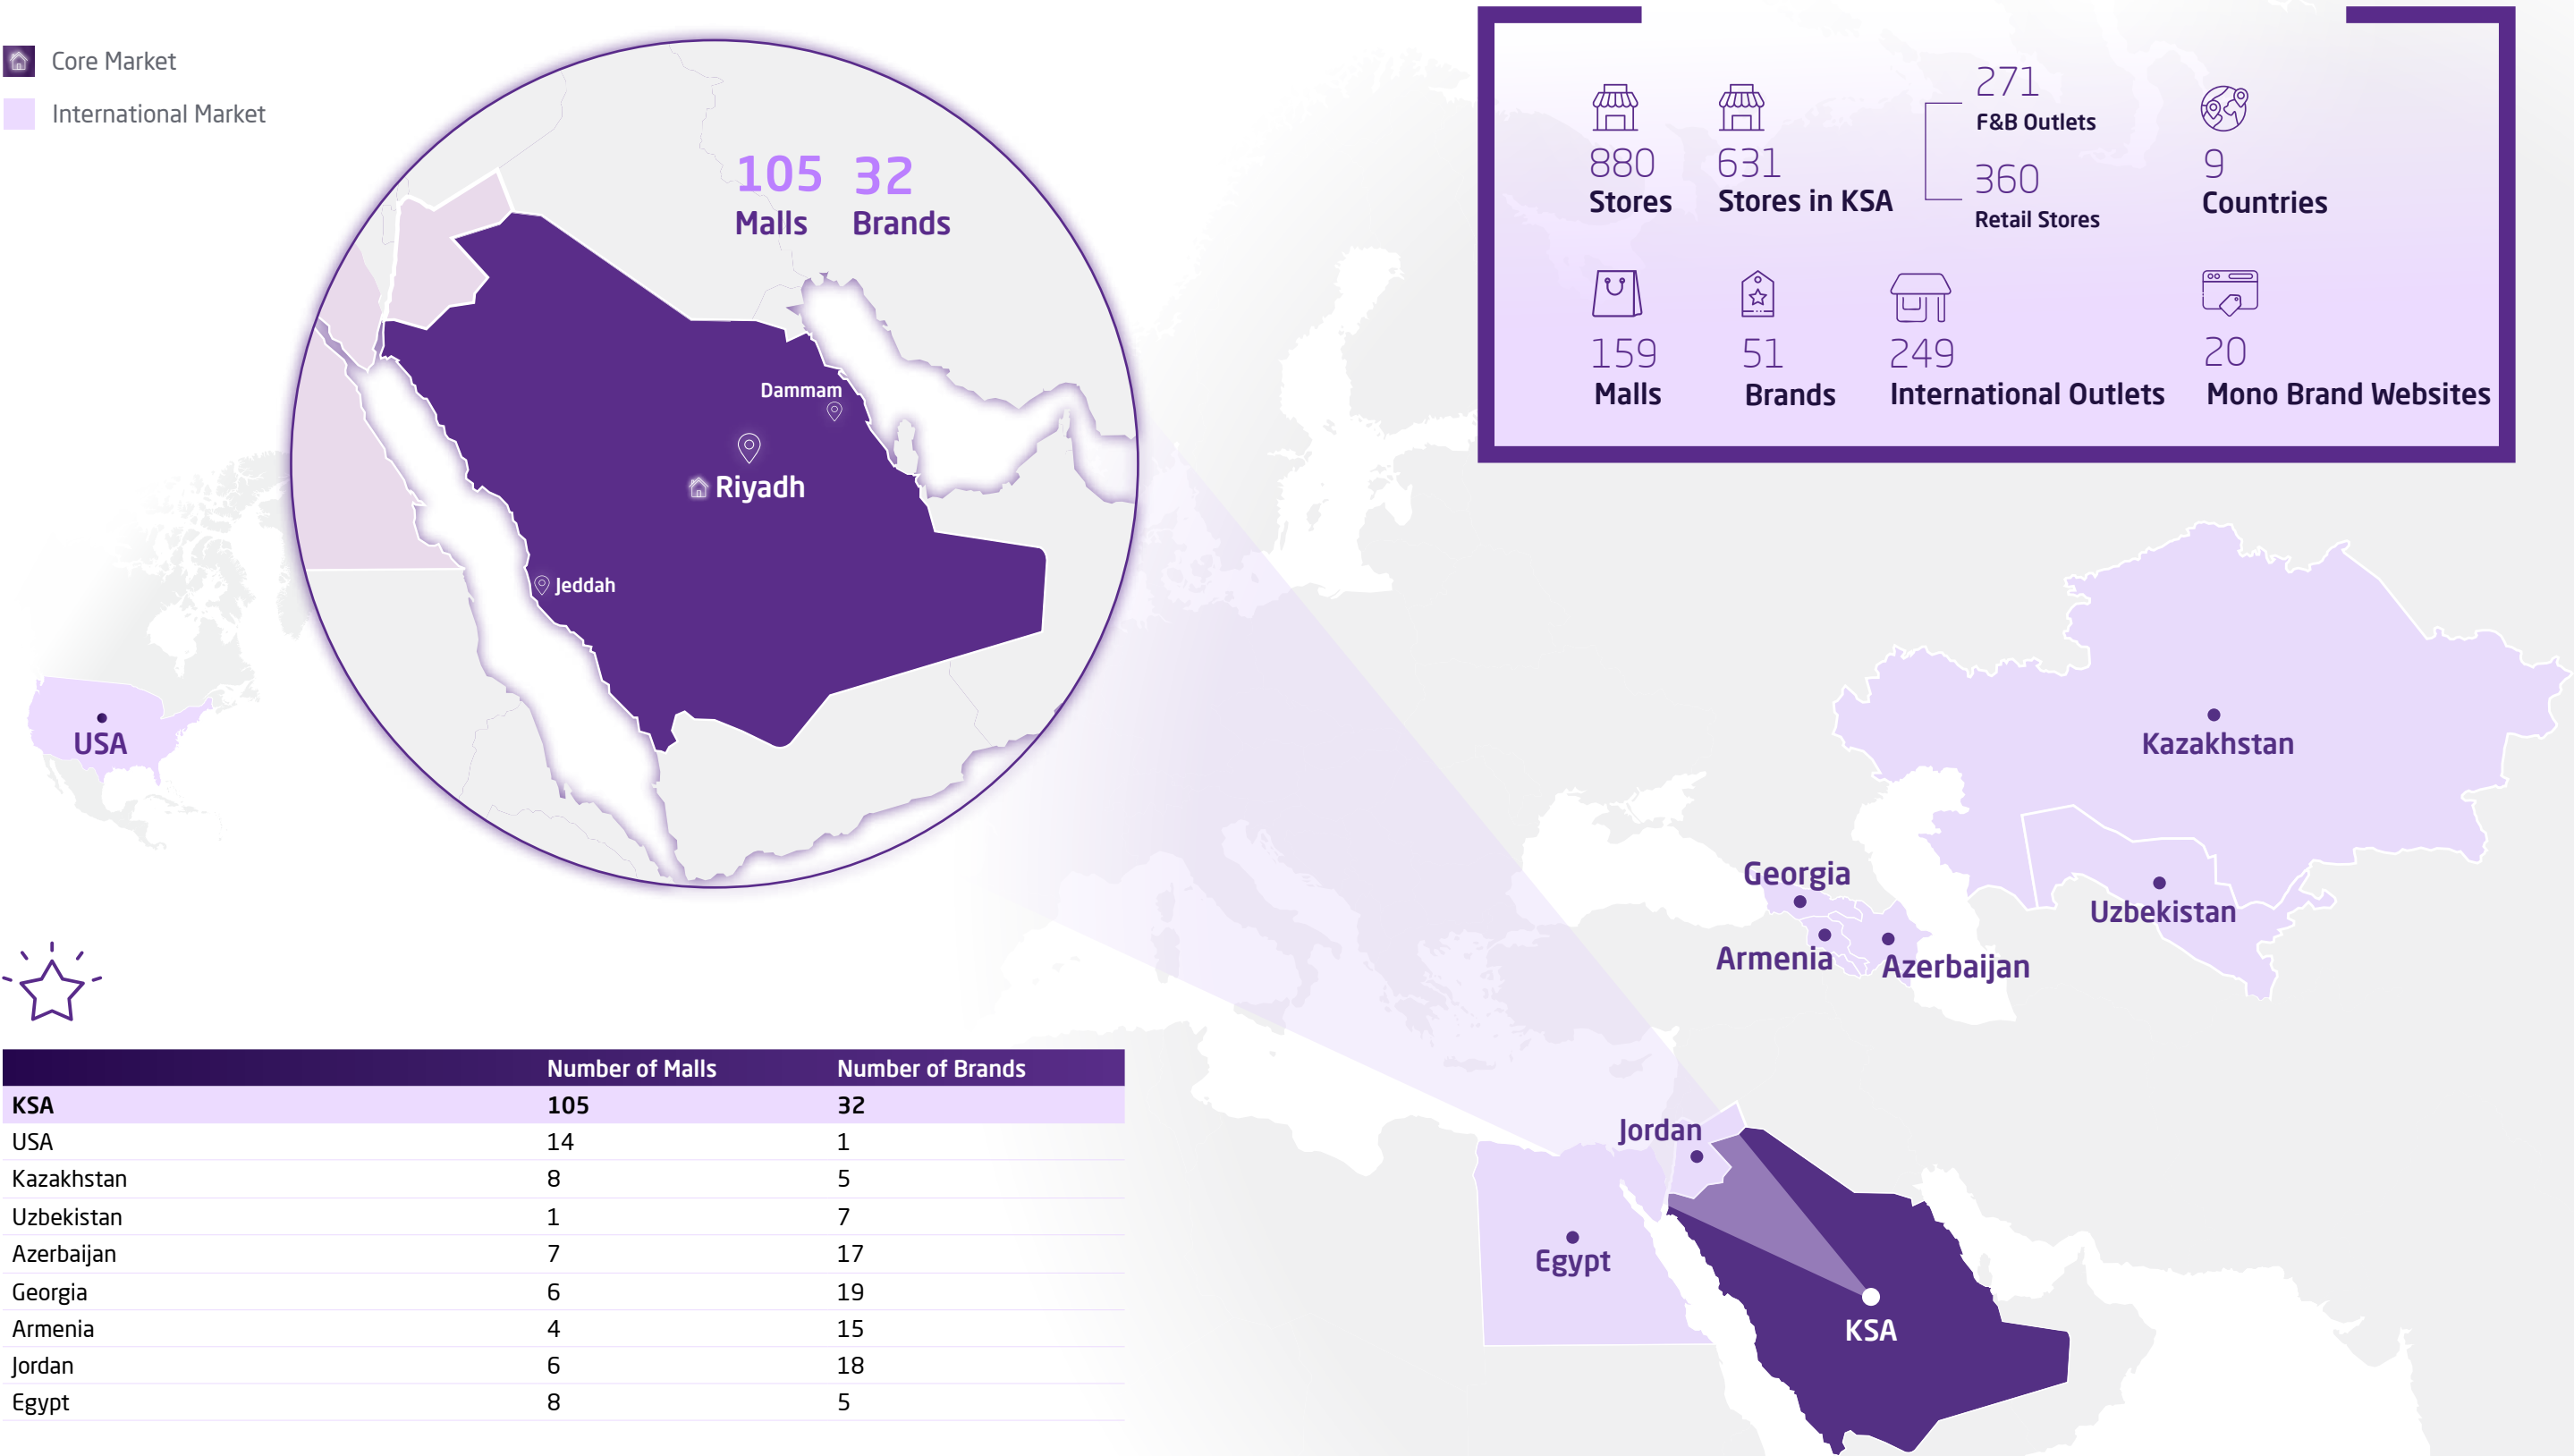 Core Market
International Market
105 32
Malls Brands
Dammam
Riyadh
Jeddah
271
F&B Outlets
880
Stores
631
Stores in KSA
360
Retail Stores
9
Countries
159
Malls
51
Brands
249
International Outlets
20
Mono Brand Websites
USA
Kazakhstan
Georgia
Uzbekistan
Armenia
Azerbaijan
Jordan
Egypt
KSA
Number of Malls Number of Brands
KSA 105 32
USA 14 1
Kazakhstan 8 5
Uzbekistan 1 7
Azerbaijan 7 17
Georgia 6 19
Armenia 4 15
Jordan 6 18
Egypt 8 5